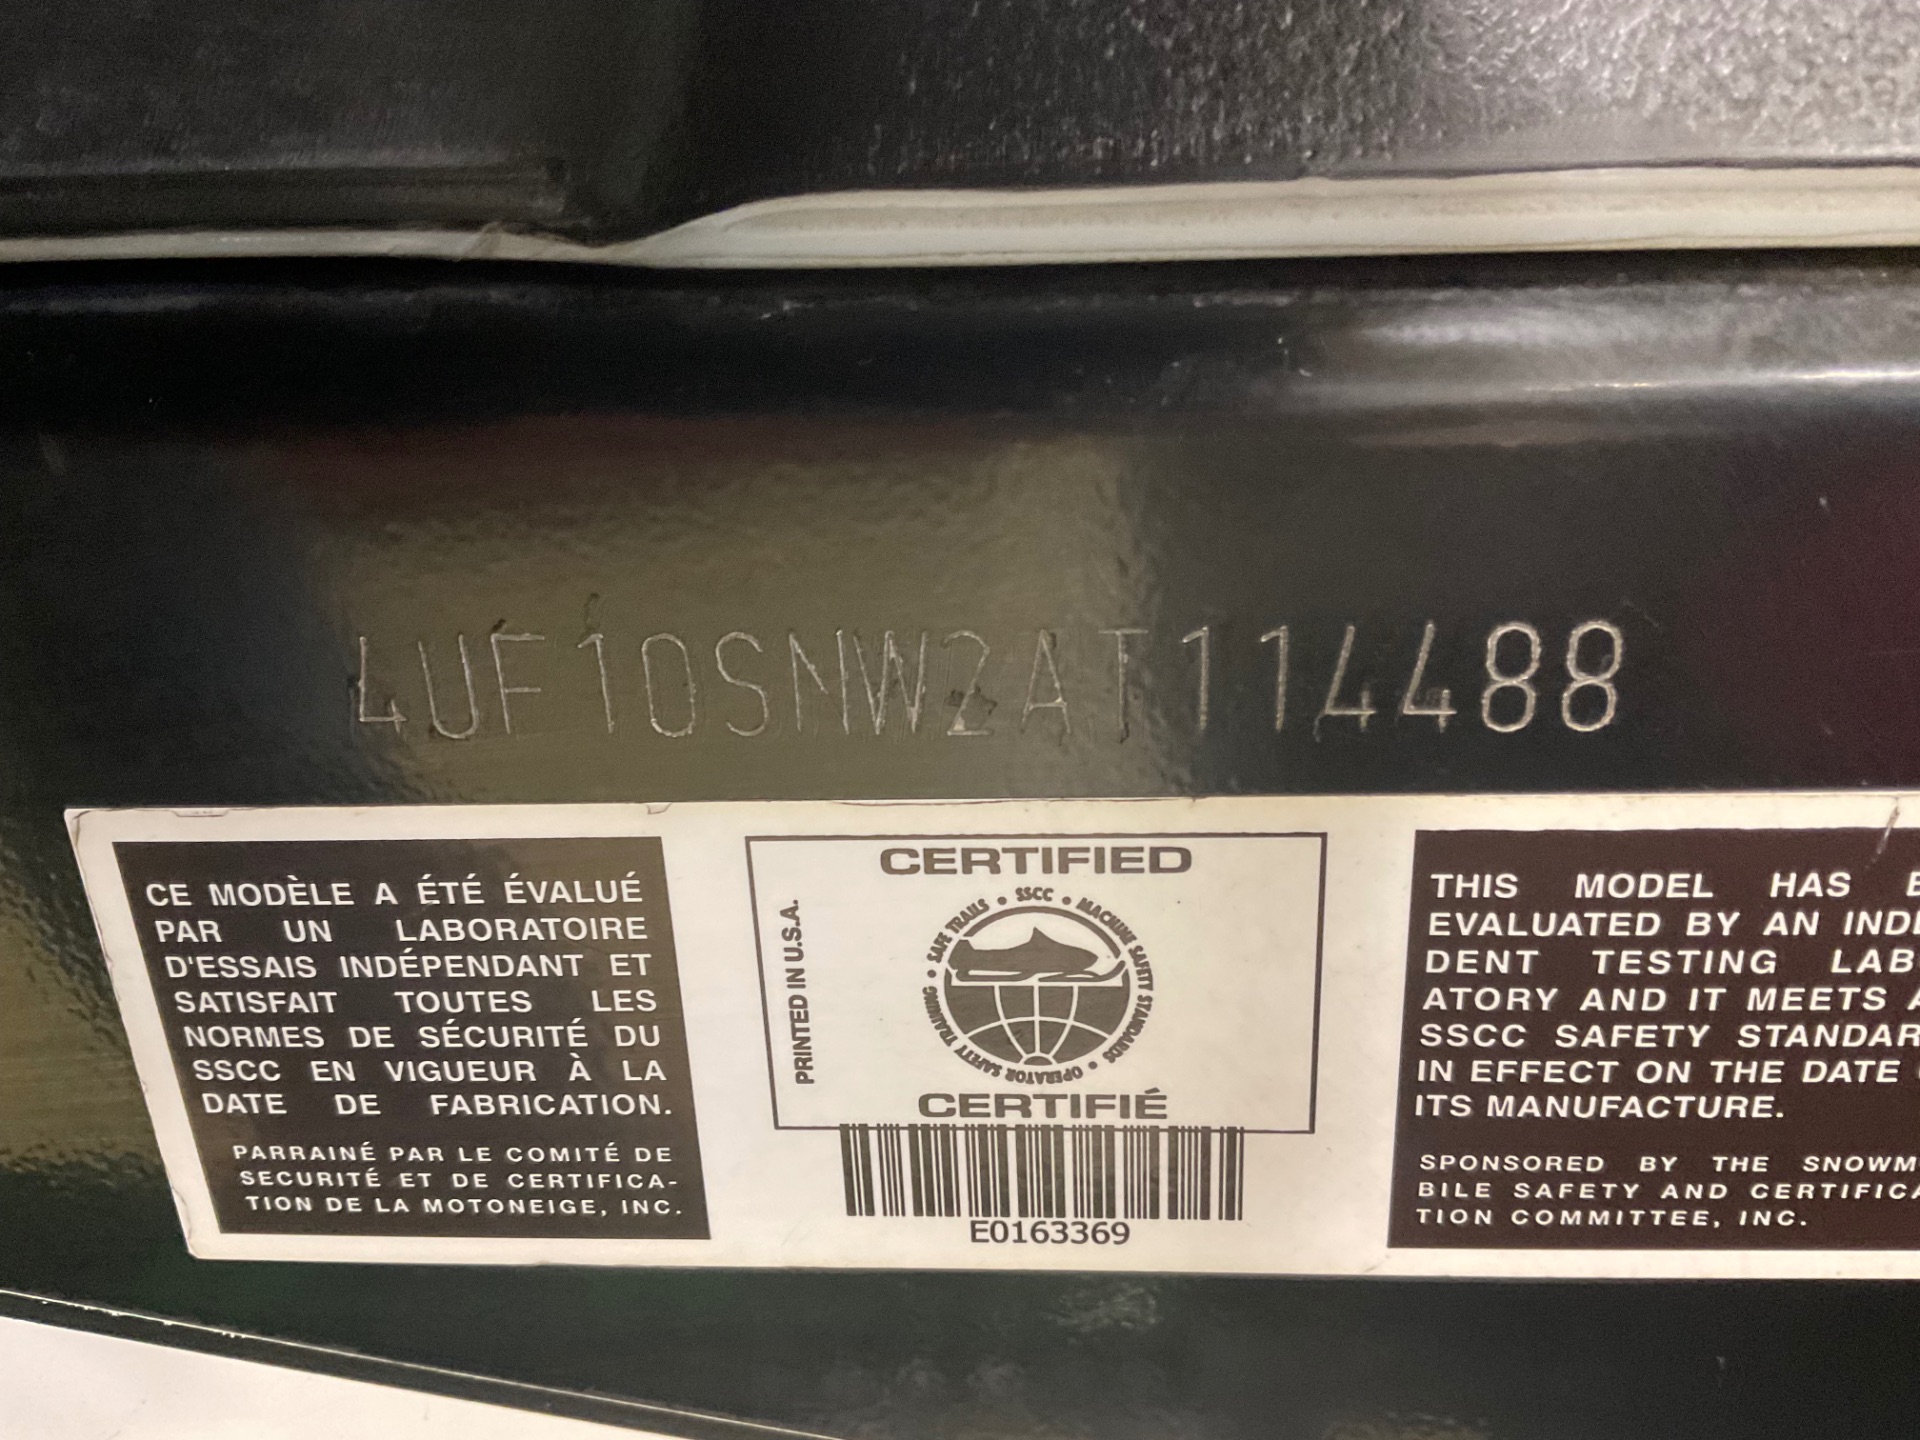 4UF10SNW2AT114488
CE MODÈLE A ÉTÉ ÉVALUÉ
PAR UN LABORATOIRE
D'ESSAIS INDÉPENDANT ET
SATISFAIT TOUTES LES
NORMES DE SÉCURITÉ DU
SSCC EN VIGUEUR À LA
DATE DE FABRICATION.
PARRAINÉ PAR LE COMITÉ DE
SECURITÉ ET DE CERTIFICA-
TION DE LA MOTONEIGE, INC.
CERTIFIED
PRINTED IN U.S.A.
SAFE TRAILS • SSCC • MACHINE SAFETY STANDARDS • OPERATOR SAFETY TRAINING •
CERTIFIÉ
E0163369
THIS MODEL HAS
EVALUATED BY AN INDE
DENT TESTING LAB
ATORY AND IT MEETS A
SSCC SAFETY STANDAR
IN EFFECT ON THE DATE
ITS MANUFACTURE.
SPONSORED BY THE SNOWM
BILE SAFETY AND CERTIFICA
TION COMMITTEE, INC.